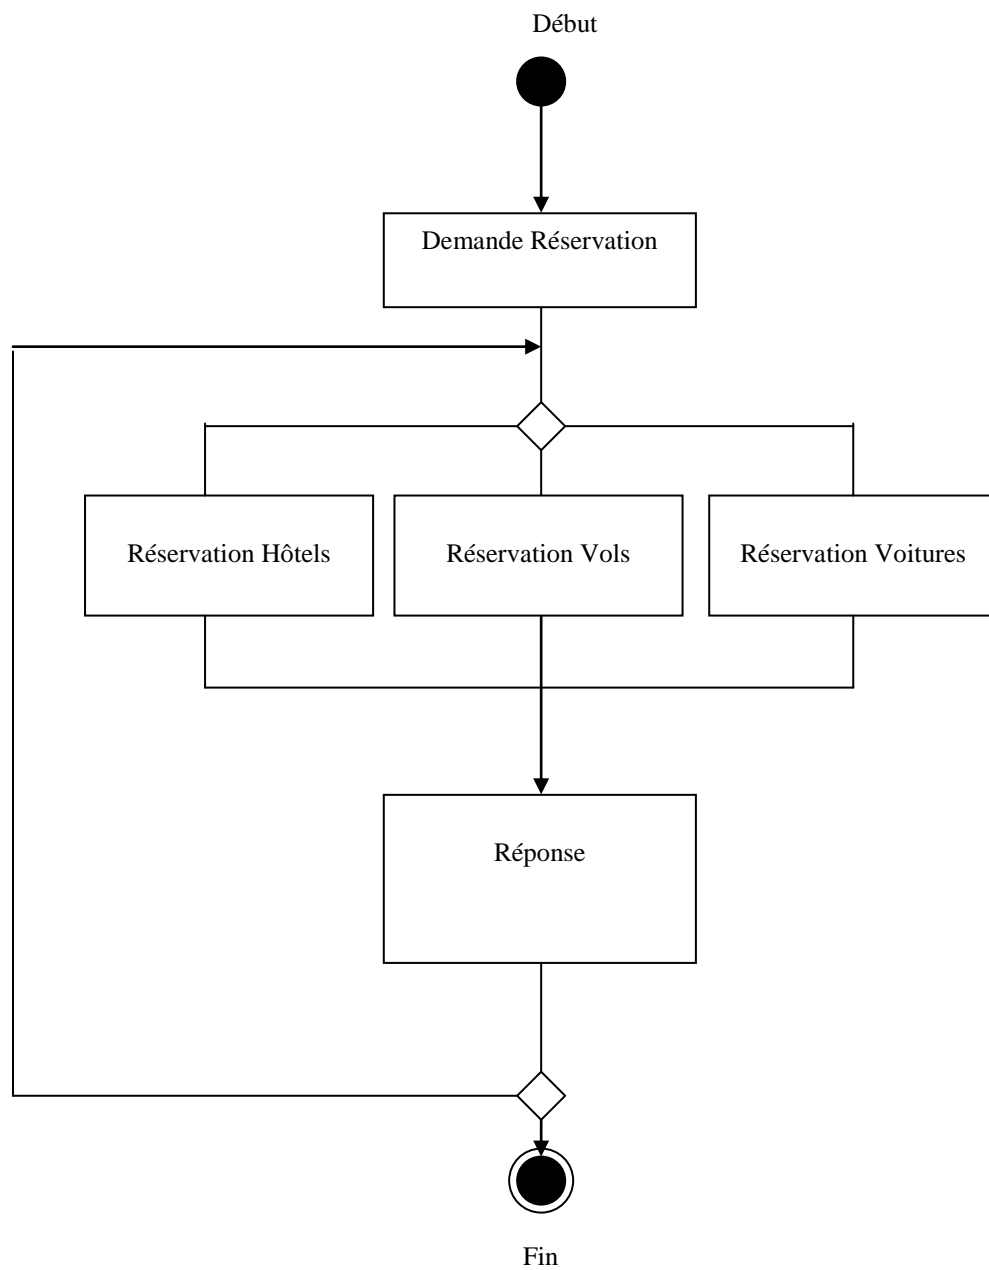 Début
Demande Réservation
Réservation Hôtels
Réservation Vols
Réservation Voitures
Réponse
Fin